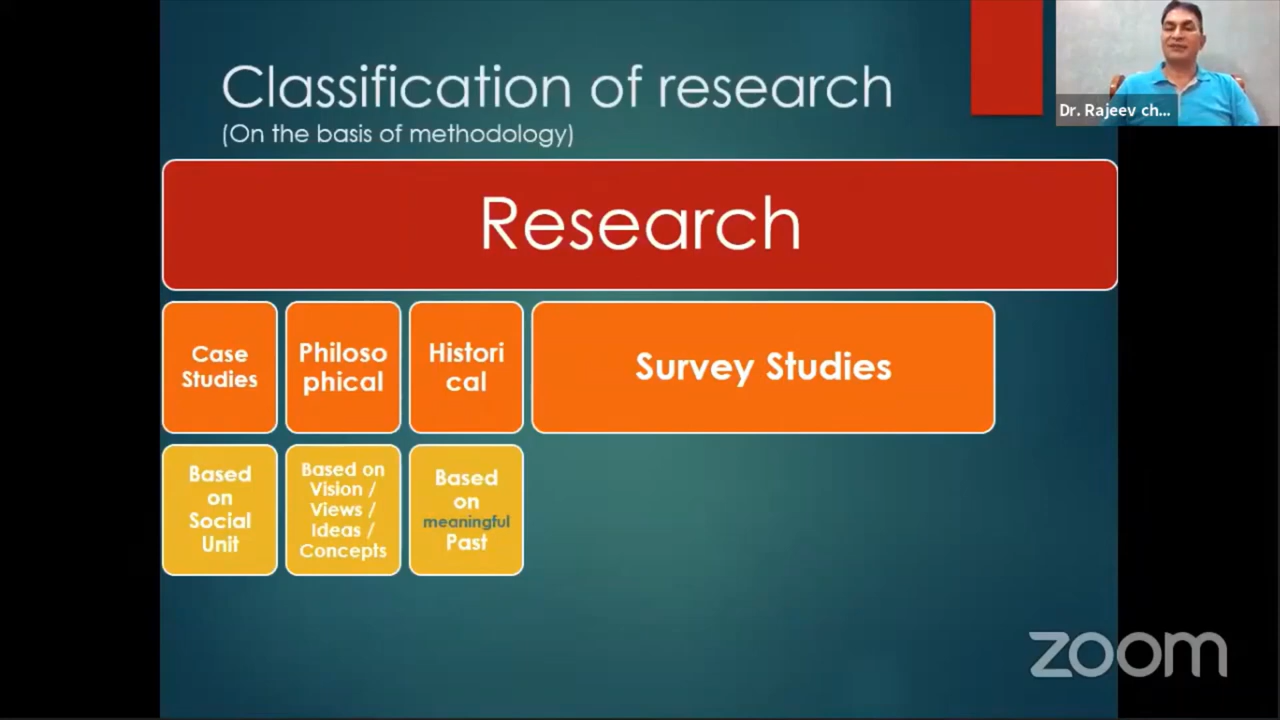 Classification of research
(On the basis of methodology)
Dr. Rajeev ch...
Research
Case
Studies
Philoso
phical
Histori
cal
Survey Studies
Based
on
Social
Unit
Based on
Vision /
Views /
Ideas /
Concepts
Based
on
meaningful
Past
zoom